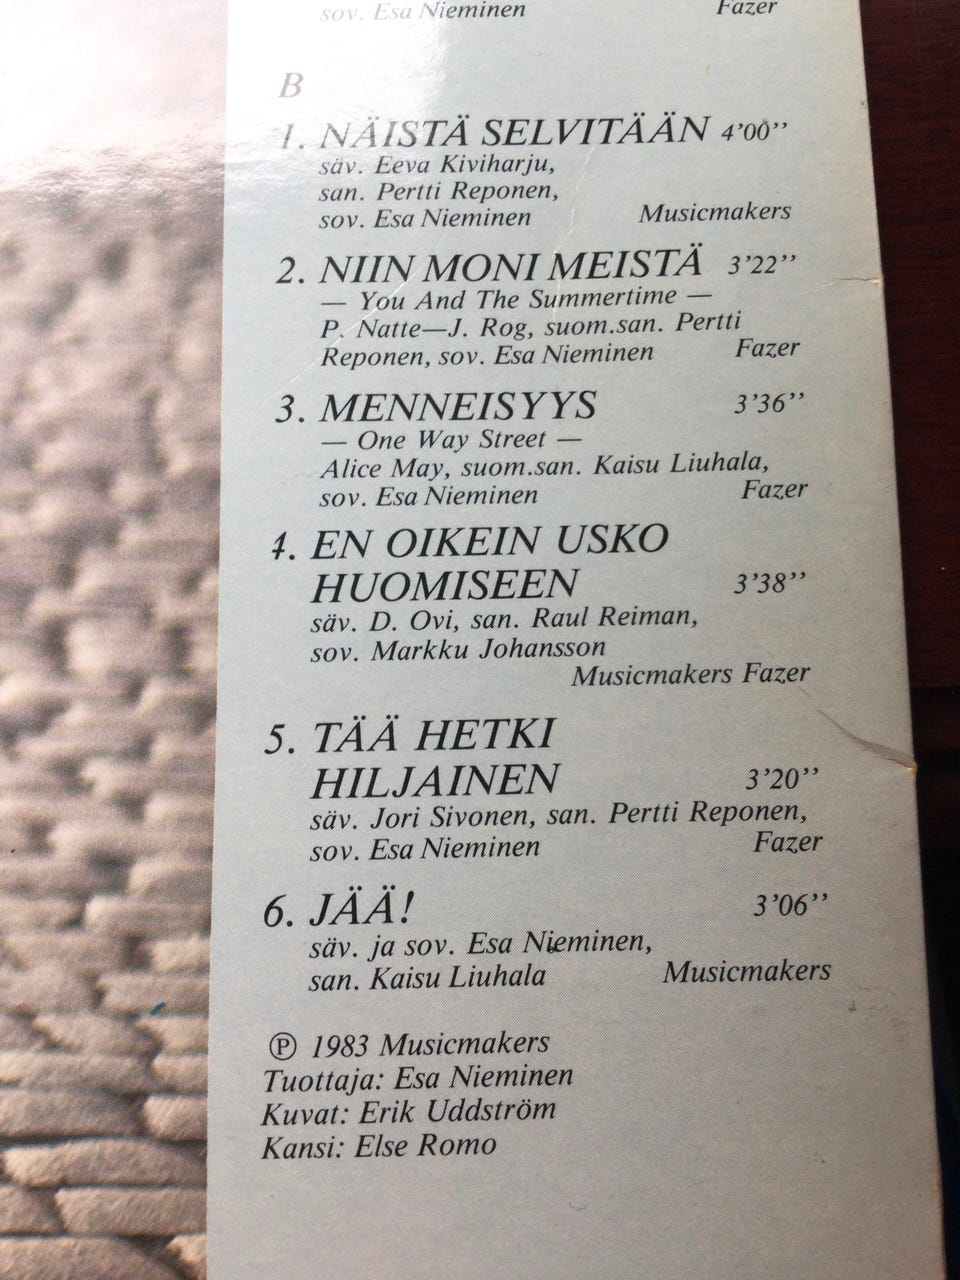 sov. Esa Nieminen Fazer
B
1. NÄISTÄ SELVITÄÄN 4’00’’
säv. Eeva Kiviharju,
san. Pertti Reponen,
sov. Esa Nieminen Musicmakers
2. NIIN MONI MEISTÄ 3’22’’
— You And The Summertime —
P. Natte—J. Rog, suom.san. Pertti
Reponen, sov. Esa Nieminen Fazer
3. MENNEISYYS 3’36’’
— One Way Street —
Alice May, suom.san. Kaisu Liuhala,
sov. Esa Nieminen Fazer
4. EN OIKEIN USKO
HUOMISEEN 3’38’’
säv. D. Ovi, san. Raul Reiman,
sov. Markku Johansson
Musicmakers Fazer
5. TÄÄ HETKI
HILJAINEN 3’20’’
säv. Jori Sivonen, san. Pertti Reponen,
sov. Esa Nieminen Fazer
6. JÄÄ! 3’06’’
säv. ja sov. Esa Nieminen,
san. Kaisu Liuhala Musicmakers
Ⓟ 1983 Musicmakers
Tuottaja: Esa Nieminen
Kuvat: Erik Uddström
Kansi: Else Romo